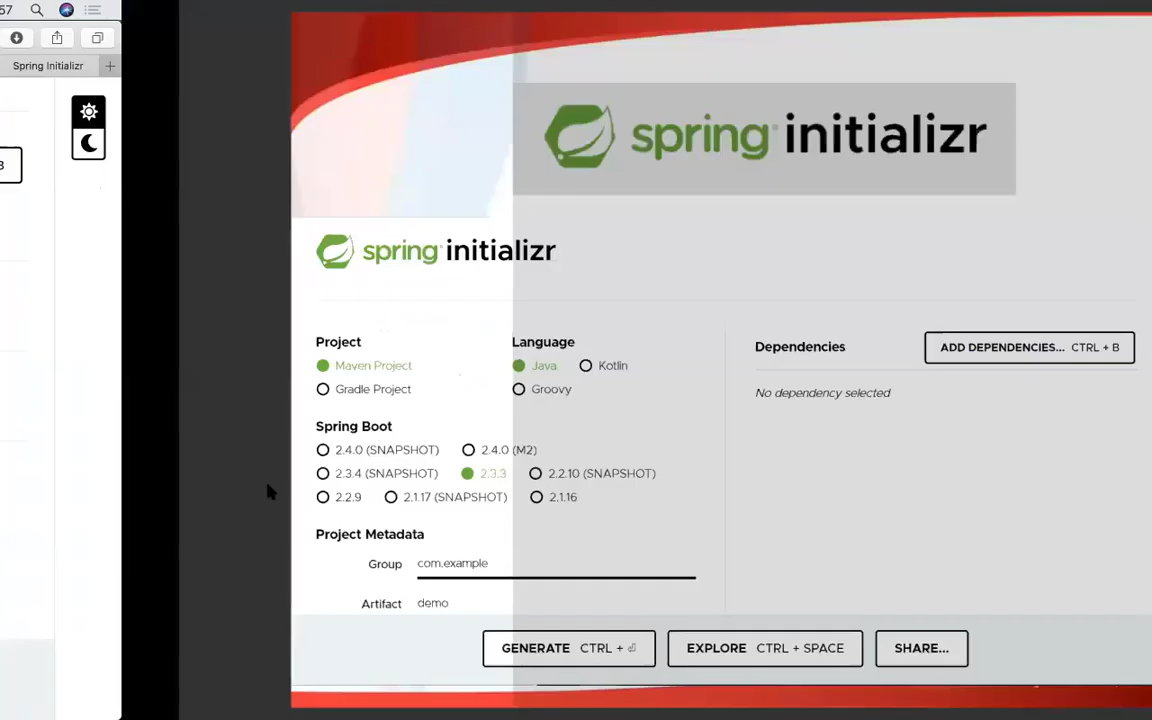 57
Spring Initializr
spring initializr
spring initializr
Project
Maven Project
Gradle Project
Language
Java Kotlin
Groovy
Spring Boot
2.4.0 (SNAPSHOT) 2.4.0 (M2)
2.3.4 (SNAPSHOT) 2.3.3 2.2.10 (SNAPSHOT)
2.2.9 2.1.17 (SNAPSHOT) 2.1.16
Project Metadata
Group com.example
Artifact demo
Dependencies ADD DEPENDENCIES... CTRL + B
No dependency selected
GENERATE CTRL + ⏎ EXPLORE CTRL + SPACE SHARE...